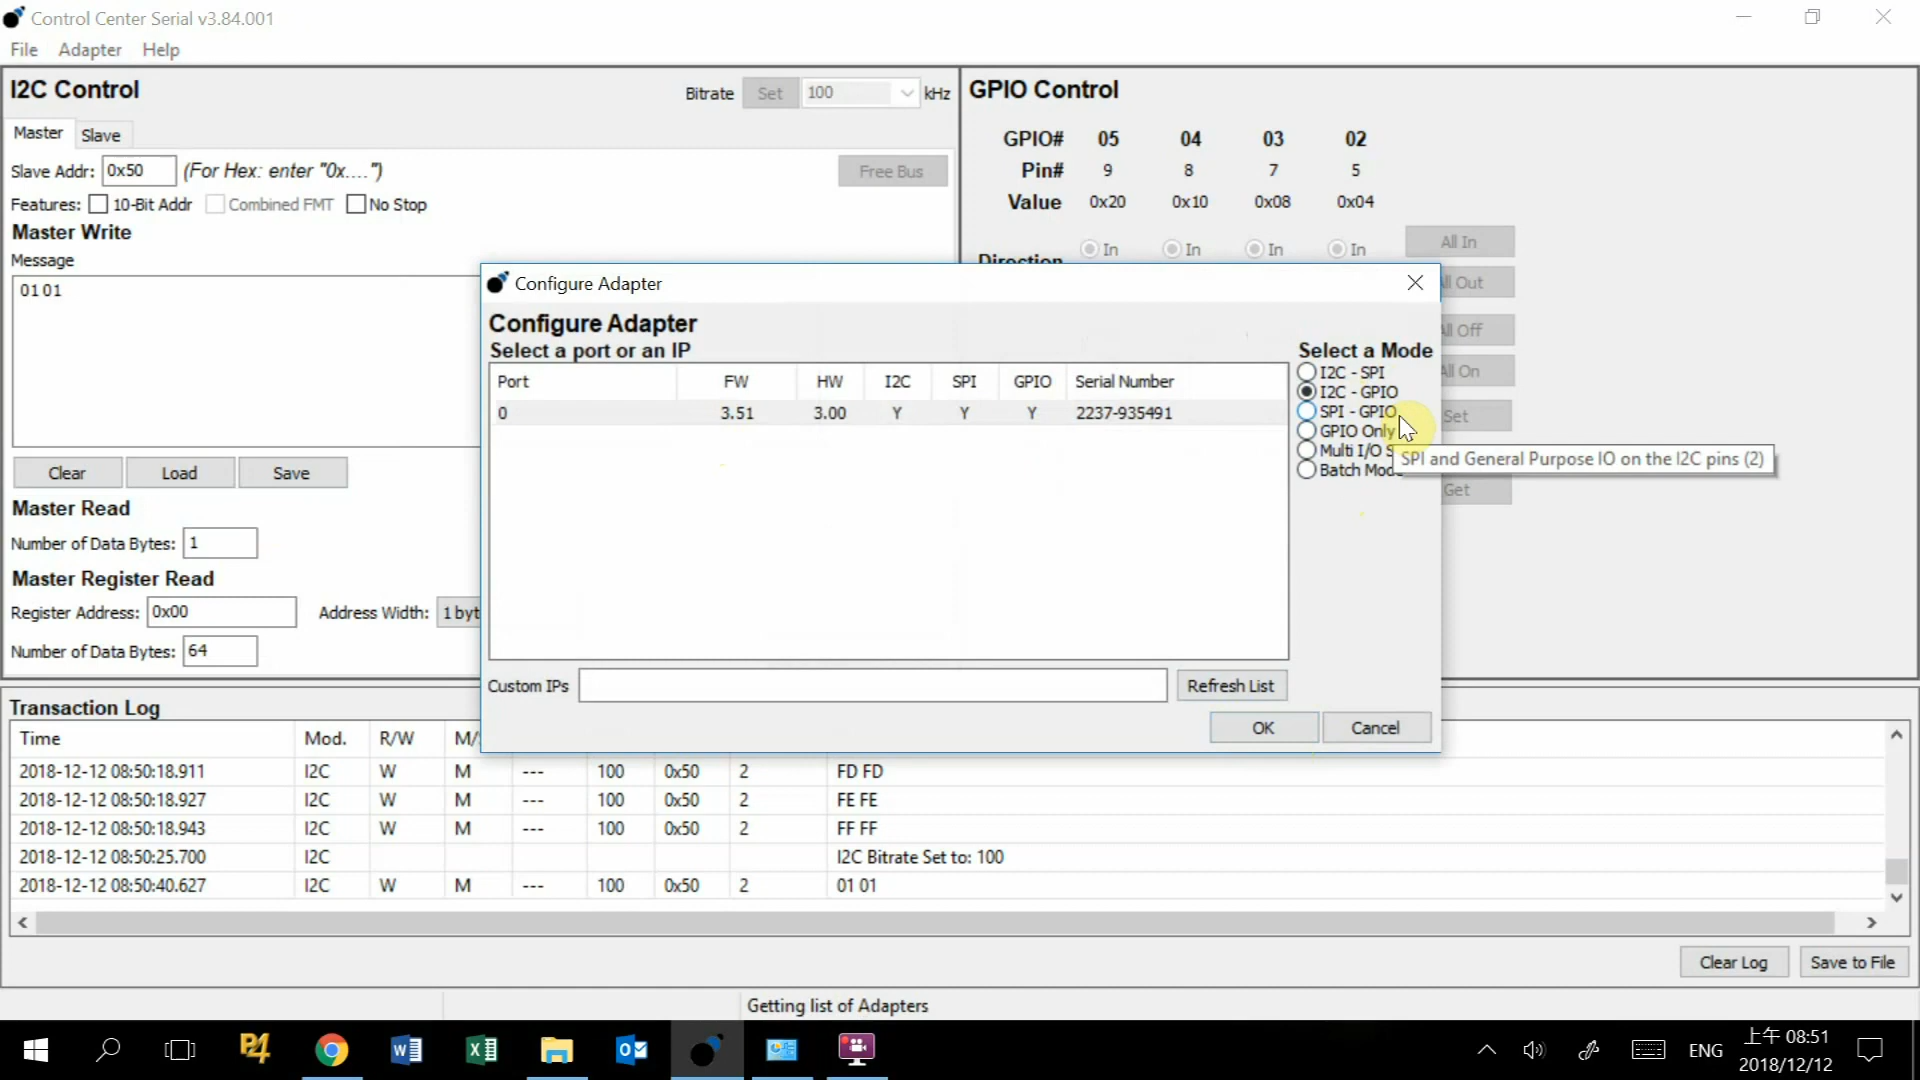 Control Center Serial v3.84.001
File Adapter Help
I2C Control
Bitrate Set 100 kHz
Master Slave
Slave Addr: 0x50 (For Hex: enter "0x....") Free Bus
Features: 10-Bit Addr Combined FMT No Stop
Master Write
Message
01 01
Clear Load Save
Master Read
Number of Data Bytes: 1
Master Register Read
Register Address: 0x00 Address Width: 1 byt
Number of Data Bytes: 64
GPIO Control
GPIO# 05 04 03 02
Pin# 9 8 7 5
Value 0x20 0x10 0x08 0x04
Direction In In In In
All In
ll Out
ll Off
ll On
Set
Get
Configure Adapter
Configure Adapter
Select a port or an IP
Port FW HW I2C SPI GPIO Serial Number
0 3.51 3.00 Y Y Y 2237-935491
Select a Mode
I2C - SPI
I2C - GPIO
SPI - GPIO
GPIO Only
Multi I/O S
Batch Mode
SPI and General Purpose IO on the I2C pins (2)
Custom IPs Refresh List
OK Cancel
Transaction Log
Time Mod. R/W M/
2018-12-12 08:50:18.911 I2C W M --- 100 0x50 2 FD FD
2018-12-12 08:50:18.927 I2C W M --- 100 0x50 2 FE FE
2018-12-12 08:50:18.943 I2C W M --- 100 0x50 2 FF FF
2018-12-12 08:50:25.700 I2C I2C Bitrate Set to: 100
2018-12-12 08:50:40.627 I2C W M --- 100 0x50 2 01 01
Clear Log Save to File
Getting list of Adapters
P4
ENG
上午 08:51
2018/12/12